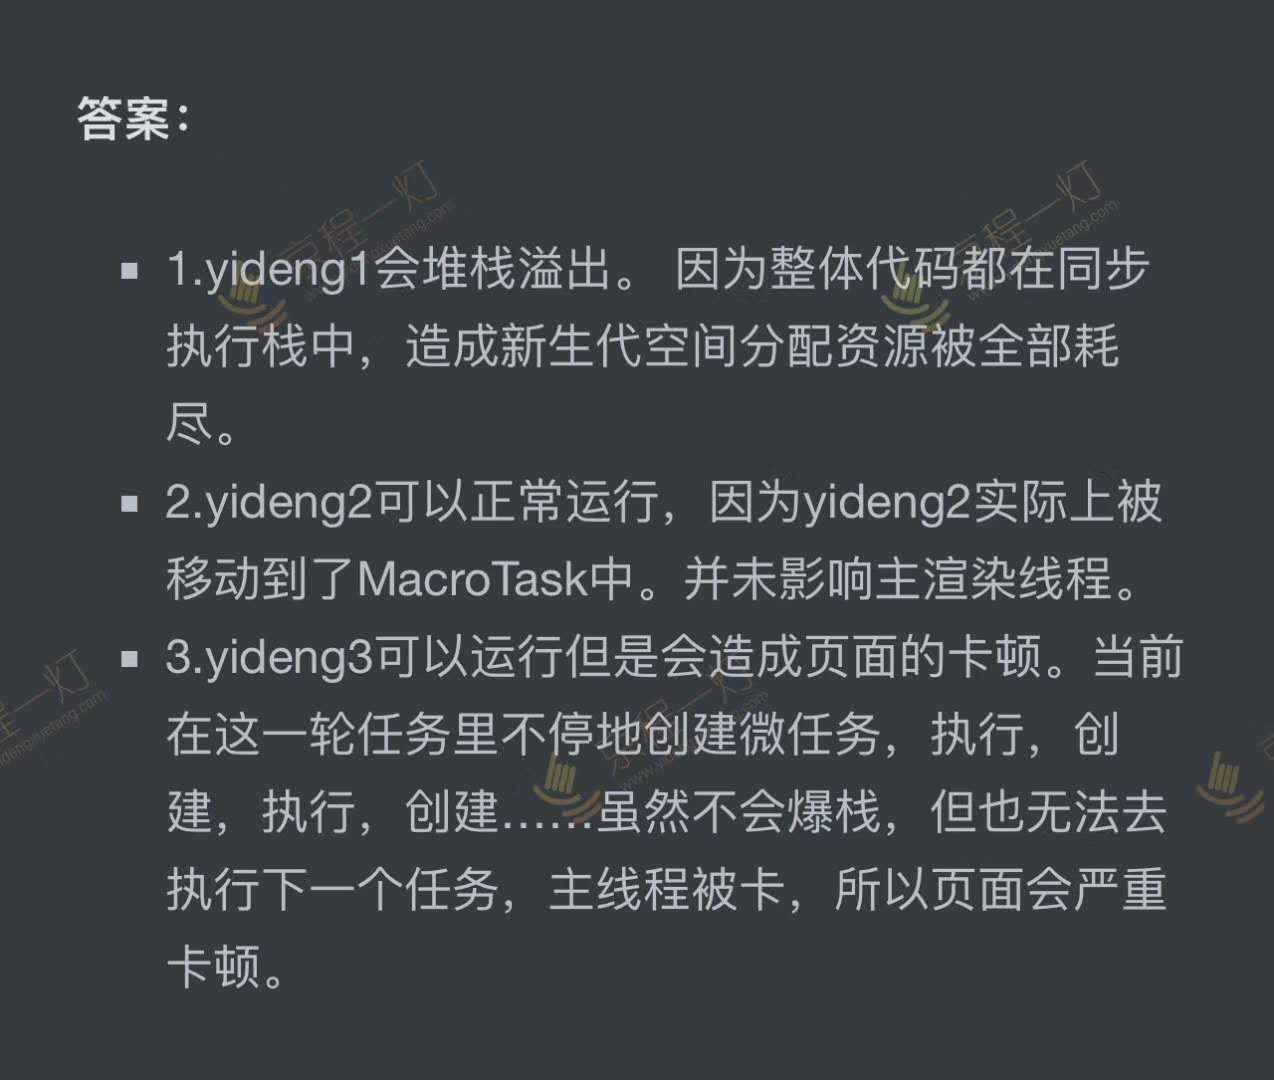 答案：
1.yideng1会堆栈溢出。 因为整体代码都在同步
执行栈中，造成新生代空间分配资源被全部耗
尽。
2.yideng2可以正常运行，因为yideng2实际上被
移动到了MacroTask中。并未影响主渲染线程。
3.yideng3可以运行但是会造成页面的卡顿。当前
在这一轮任务里不停地创建微任务，执行，创
建，执行，创建......虽然不会爆栈，但也无法去
执行下一个任务，主线程被卡，所以页面会严重
卡顿。